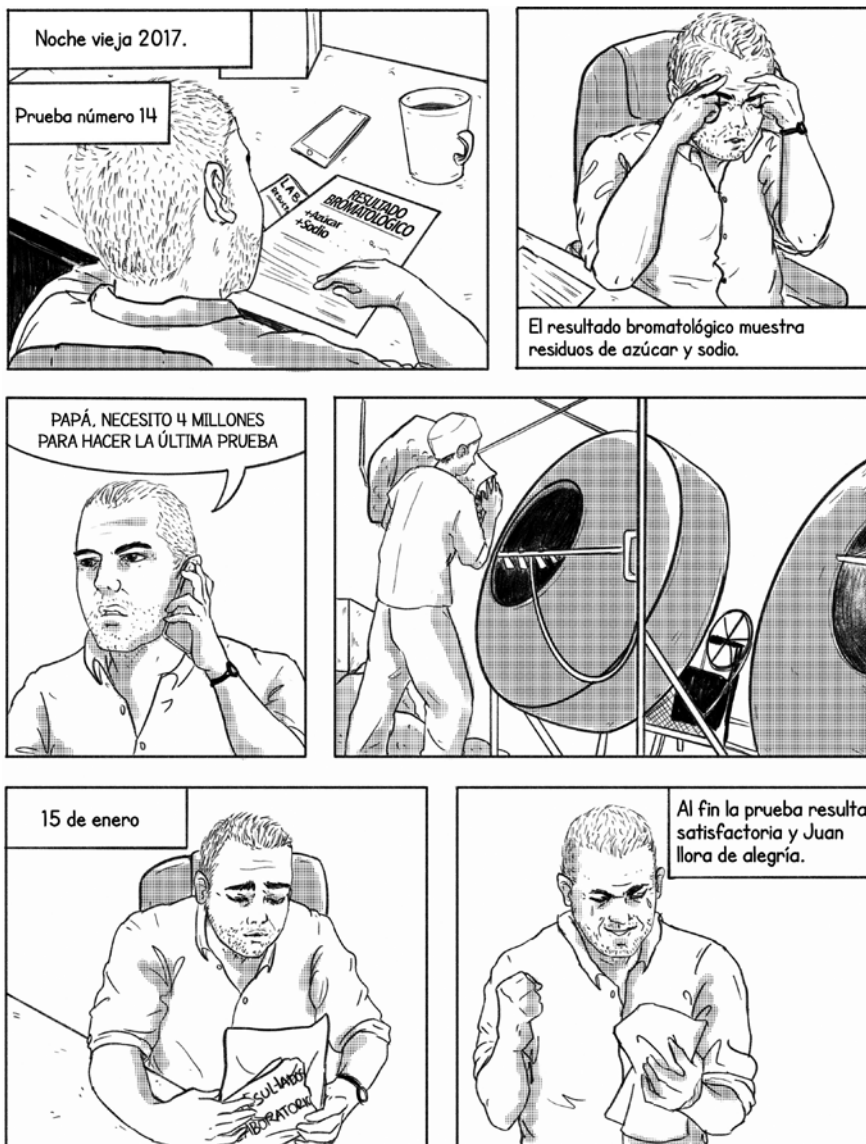 Noche vieja 2017.
Prueba número 14
LAB
RESULTADO
BROMATOLÓGICO
+Azúcar
+Sodio
El resultado bromatológico muestra
residuos de azúcar y sodio.
PAPÁ, NECESITO 4 MILLONES
PARA HACER LA ÚLTIMA PRUEBA
15 de enero
SULTADOS
BORATORIO
Al fin la prueba resulta
satisfactoria y Juan
llora de alegría.